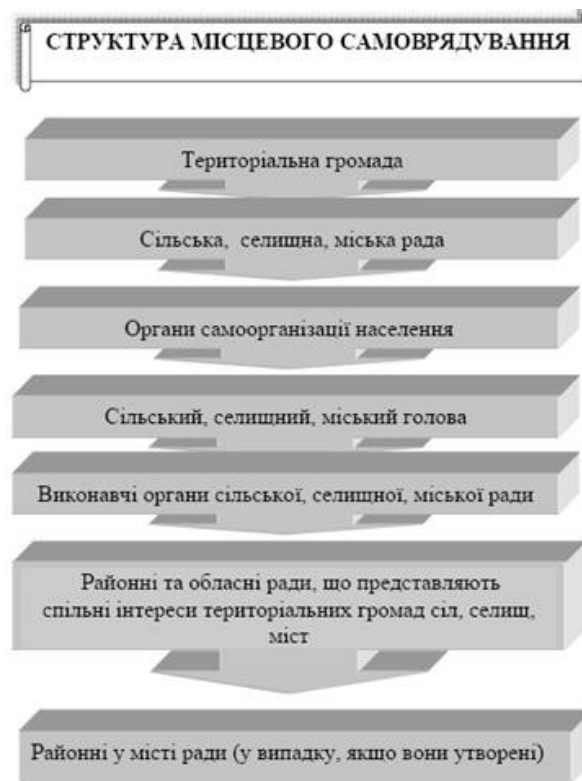 СТРУКТУРА МІСЦЕВОГО САМОВРЯДУВАННЯ
Територіальна громада
Сільська, селищна, міська рада
Органи самоорганізації населення
Сільський, селищний, міський голова
Виконавчі органи сільської, селищної, міської ради
Районні та обласні ради, що представляють
спільні інтереси територіальних громад сіл, селищ,
міст
Районні у місті ради (у випадку, якщо вони утворені)